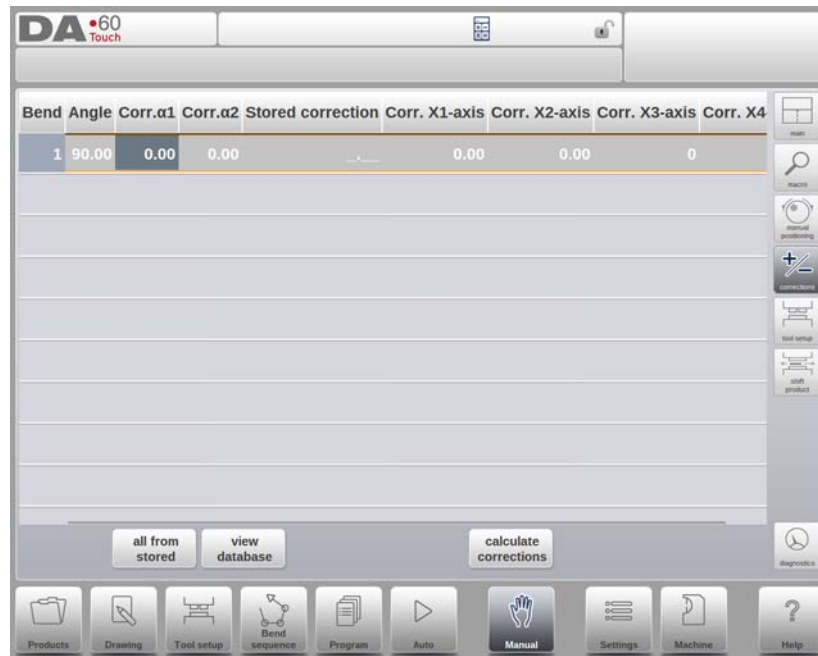 DA•60
Touch
Bend Angle Corr.α1 Corr.α2 Stored correction Corr. X1-axis Corr. X2-axis Corr. X3-axis Corr. X4-
1 90.00 0.00 0.00 _.__ 0.00 0.00 0
main
macro
manual
positioning
corrections
tool setup
shift
product
all from
stored
view
database
calculate
corrections
diagnostics
Products
Drawing
Tool setup
Bend
sequence
Program
Auto
Manual
Settings
Machine
?
Help